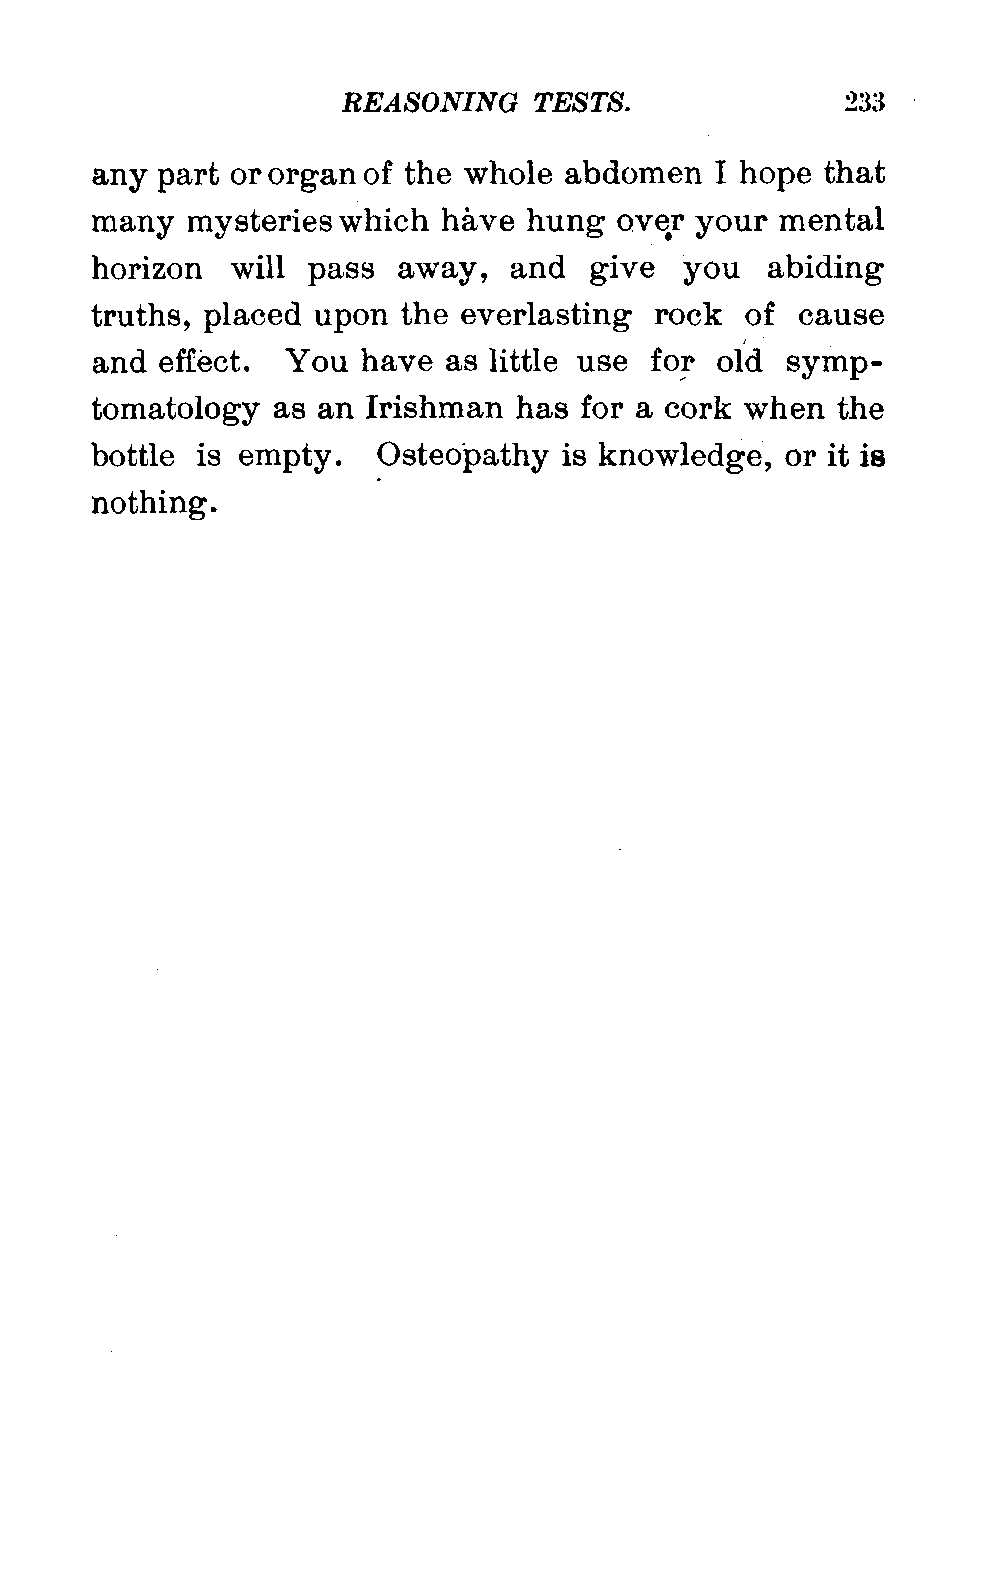 REASONING TESTS. 233
any part or organ of the whole abdomen I hope that
many mysteries which have hung over your mental
horizon will pass away, and give you abiding
truths, placed upon the everlasting rock of cause
and effect. You have as little use for old symp-
tomatology as an Irishman has for a cork when the
bottle is empty. Osteopathy is knowledge, or it is
nothing.